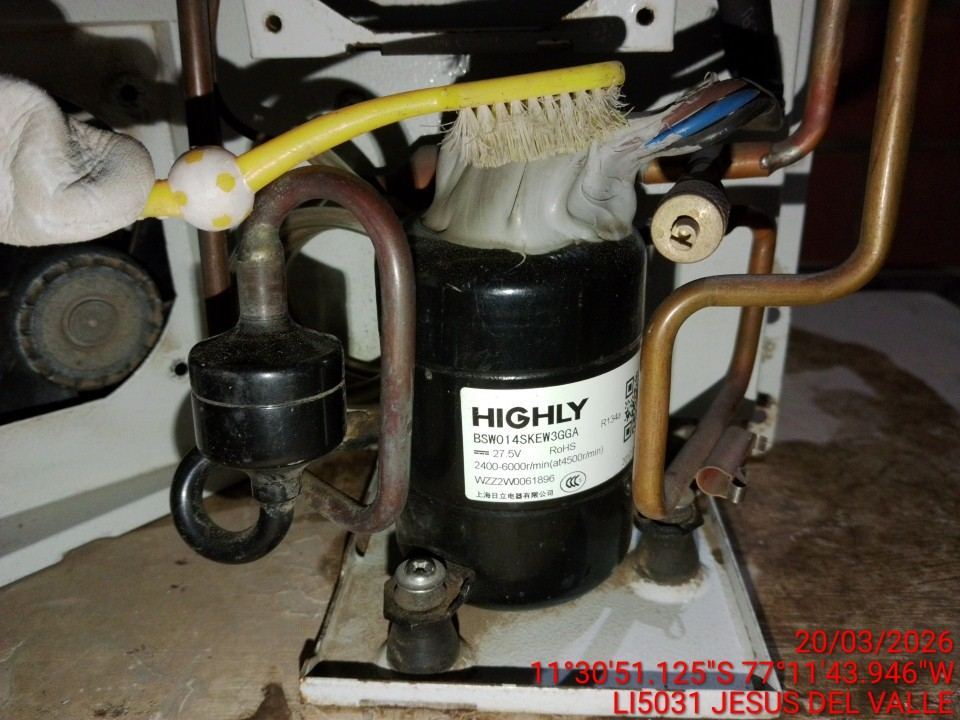 HIGHLY
BSW014SKEW3GGA
R134a
27.5V RoHS
2400-6000r/min(at4500r/min)
WZZ2W0061896
CCC
上海日立电器有限公司
20/03/2026
11°30'51.125"S 77°11'43.946"W
LI5031 JESUS DEL VALLE